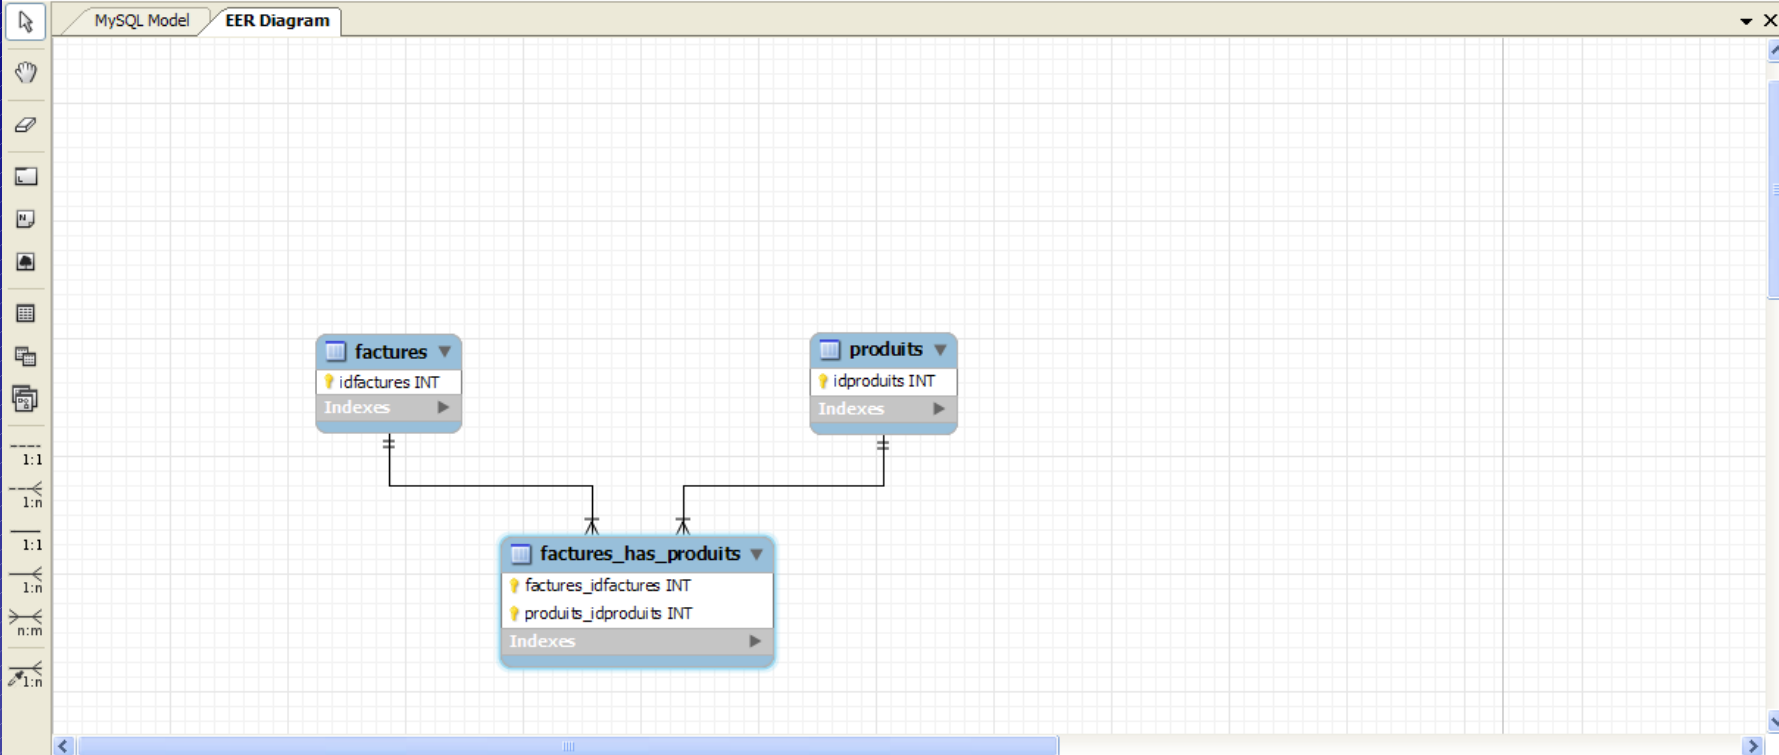 MySQL Model
EER Diagram
factures
idfactures INT
Indexes
produits
idproduits INT
Indexes
factures_has_produits
factures_idfactures INT
produits_idproduits INT
Indexes
1:1
1:n
1:1
1:n
n:m
1:n